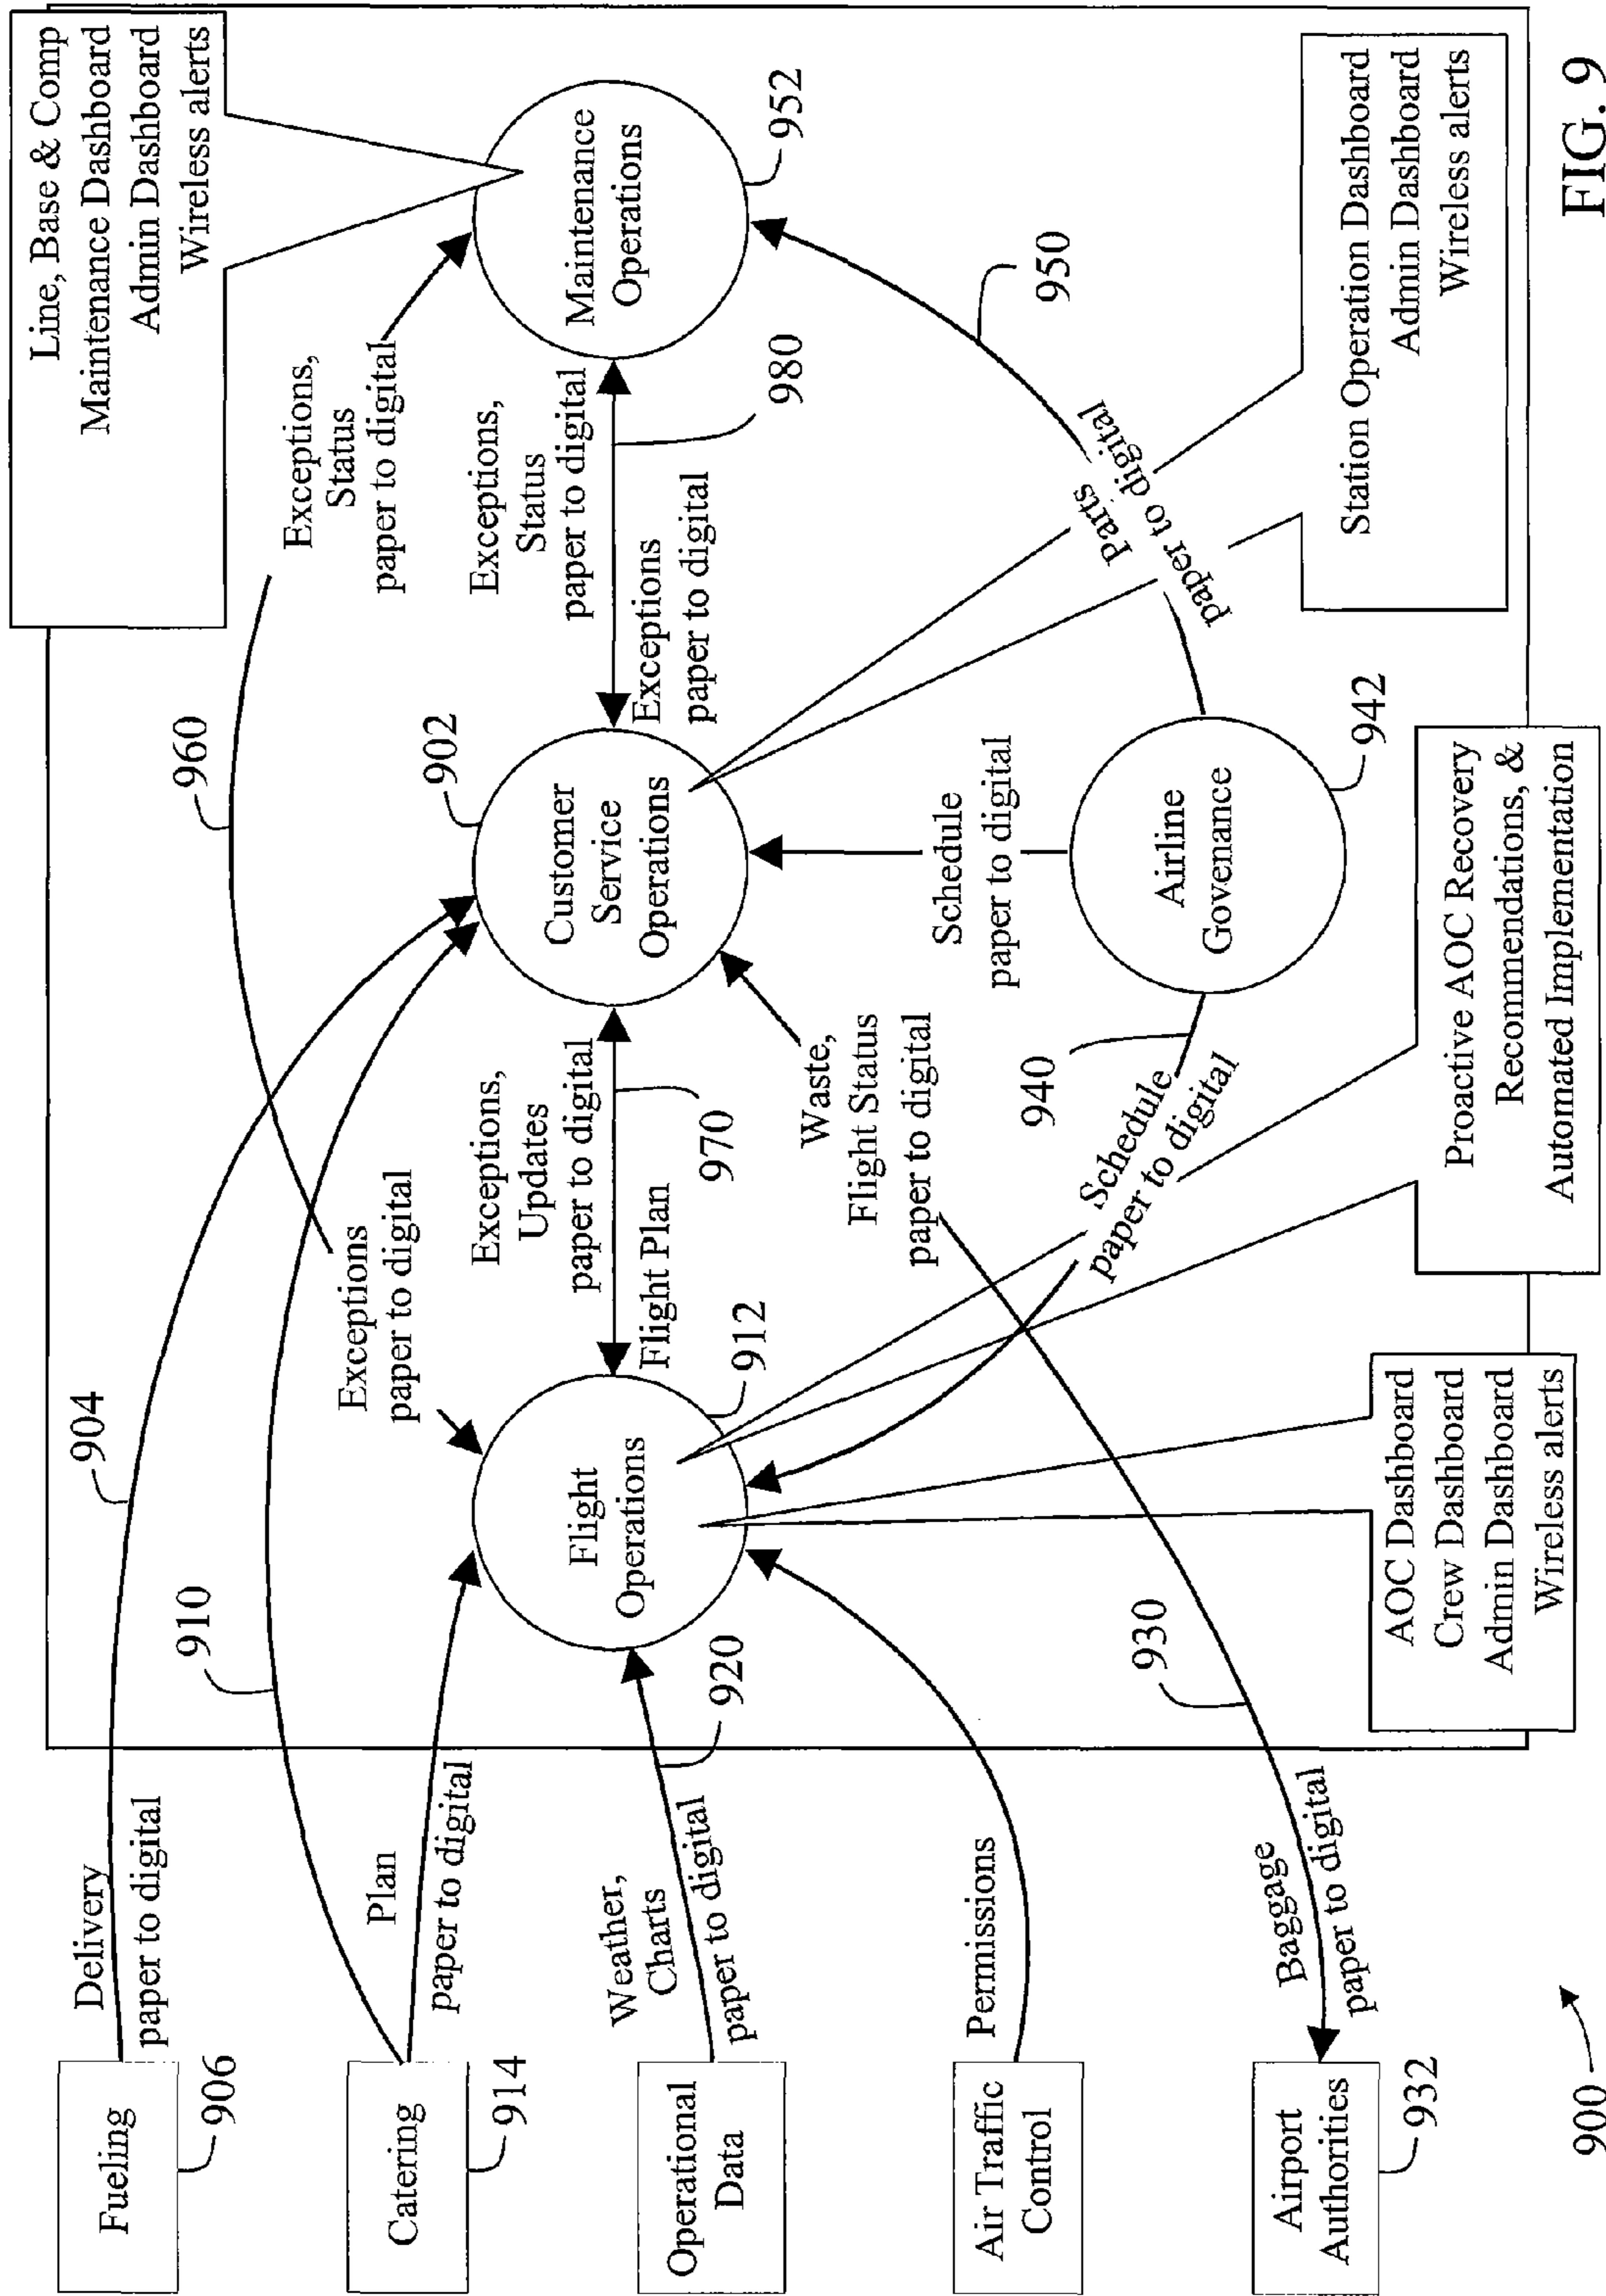 Fueling
906
Catering
914
Operational
Data
Air Traffic
Control
Airport
Authorities
932
900
Delivery
paper to digital
Plan
paper to digital
Weather,
Charts
paper to digital
Permissions
Baggage
paper to digital
904
910
920
930
Flight
Operations
912
Exceptions
paper to digital
960
Exceptions,
Status
paper to digital
Exceptions,
Updates
paper to digital
Flight Plan
970
Customer
Service
Operations
902
Exceptions,
Status
paper to digital
Exceptions
paper to digital
980
Maintenance
Operations
952
Waste,
Flight Status
paper to digital
Schedule
paper to digital
940
Schedule
paper to digital
Airline
Govenance
942
Parts
paper to digital
950
Line, Base & Comp
Maintenance Dashboard
Admin Dashboard
Wireless alerts
AOC Dashboard
Crew Dashboard
Admin Dashboard
Wireless alerts
Proactive AOC Recovery
Recommendations, &
Automated Implementation
Station Operation Dashboard
Admin Dashboard
Wireless alerts
FIG. 9